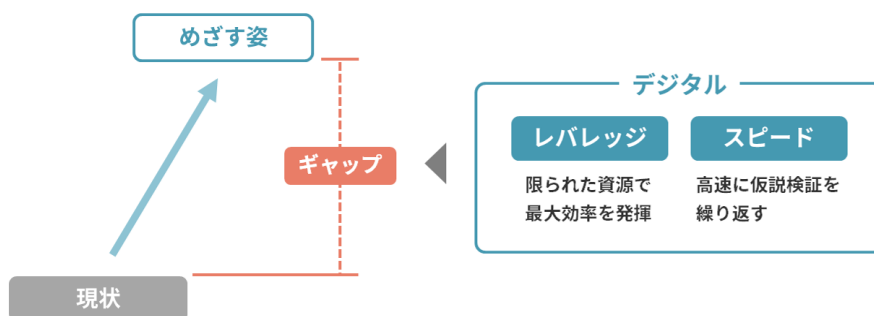 めざす姿
ギャップ
現状
デジタル
レバレッジ
限られた資源で
最大効率を発揮
スピード
高速に仮説検証を
繰り返す